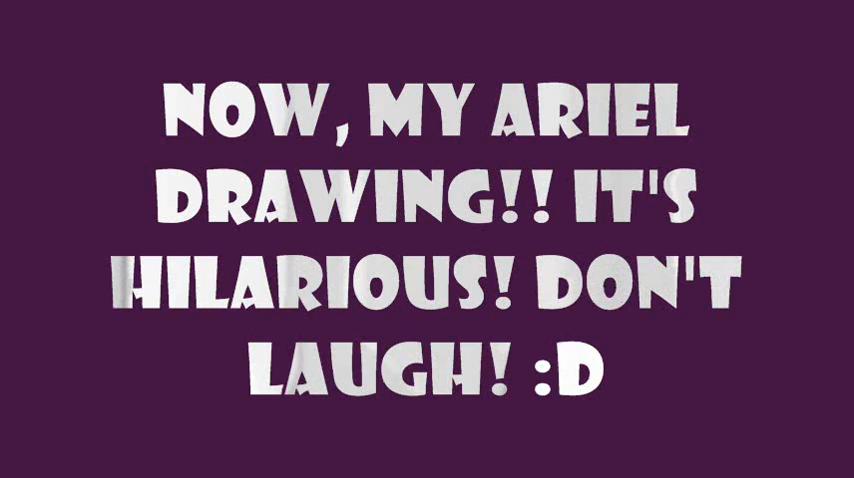 NOW, MY ARIEL
DRAWING!! IT'S
HILARIOUS! DON'T
LAUGH! :D